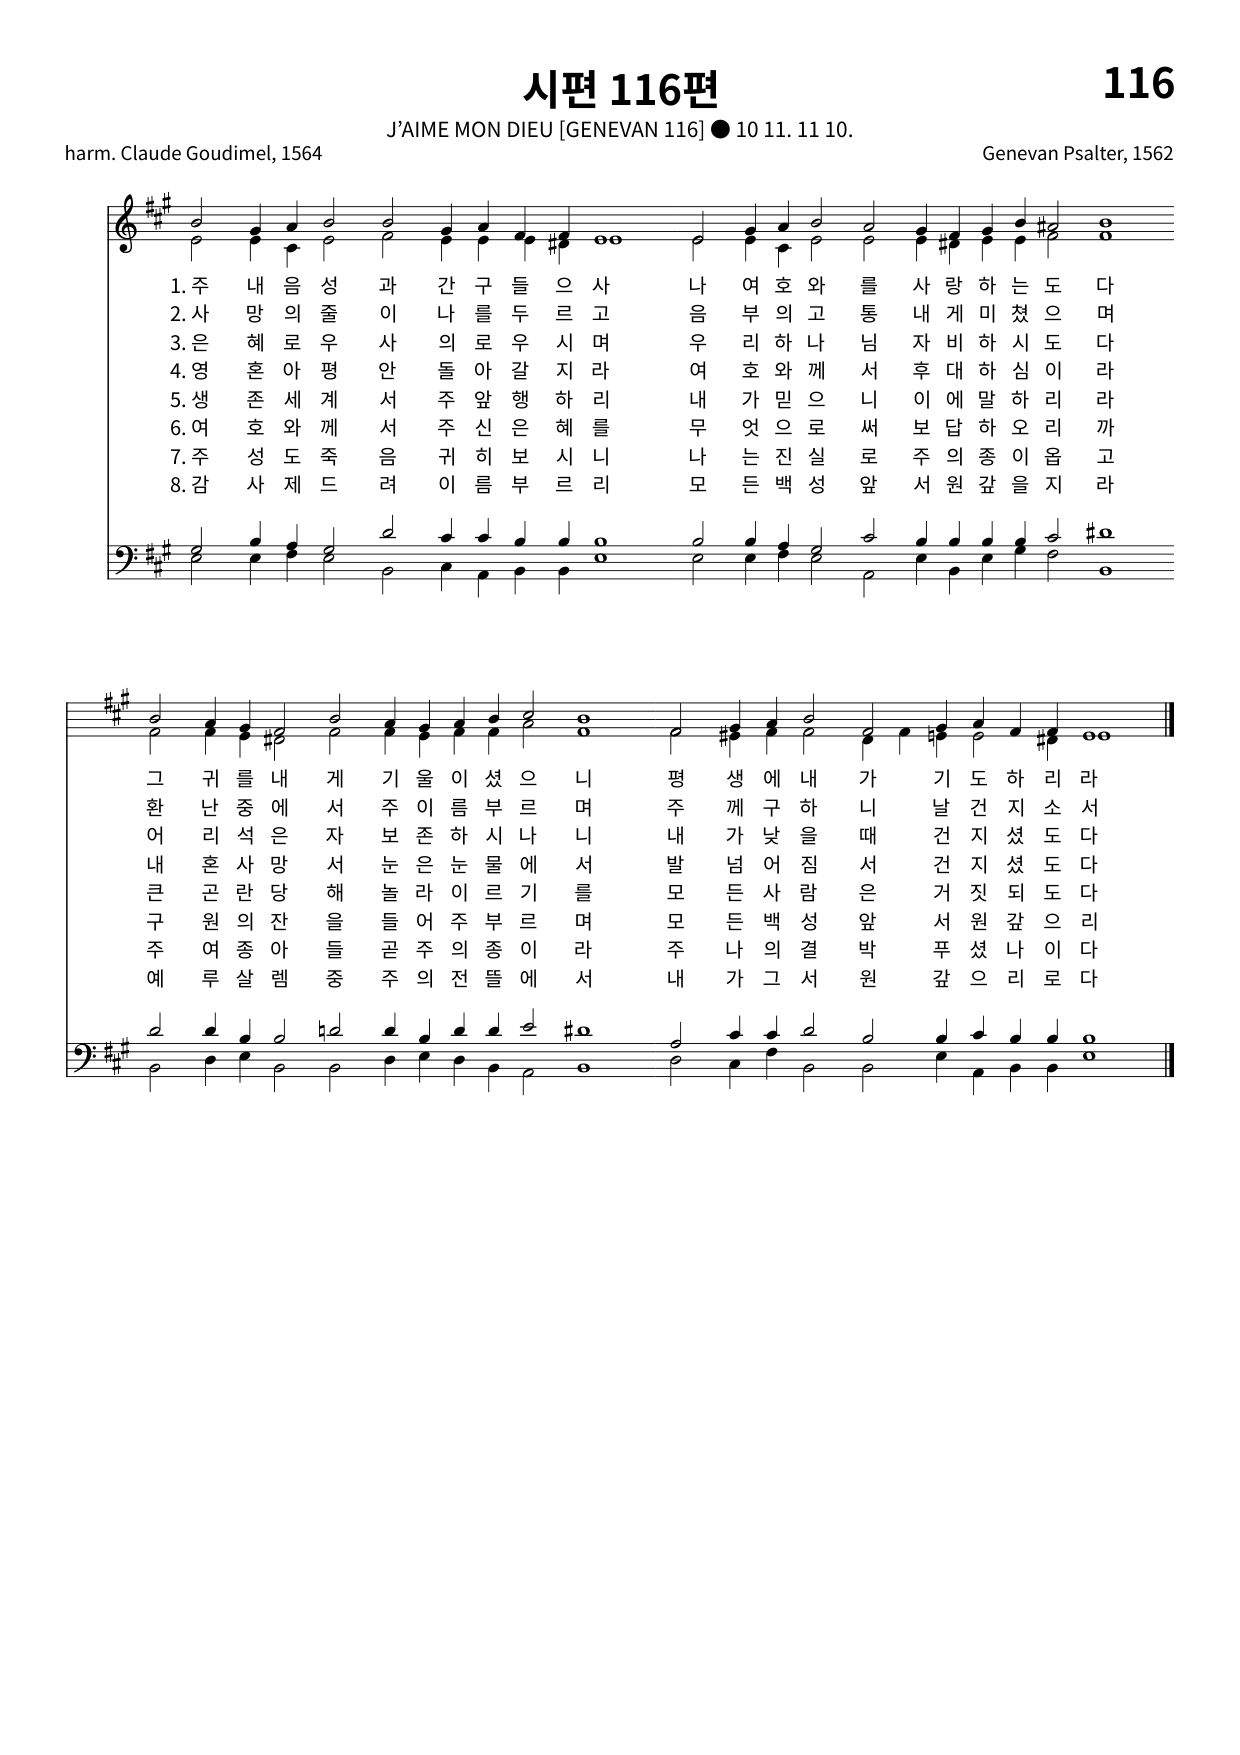 시편 116편
116
J’AIME MON DIEU [GENEVAN 116] ● 10 11. 11 10.
harm. Claude Goudimel, 1564
Genevan Psalter, 1562
1. 주 내 음 성 과 간 구 들 으 사 나 여 호 와 를 사 랑 하 는 도 다
2. 사 망 의 줄 이 나 를 두 르 고 음 부 의 고 통 내 게 미 쳤 으 며
3. 은 혜 로 우 사 의 로 우 시 며 우 리 하 나 님 자 비 하 시 도 다
4. 영 혼 아 평 안 돌 아 갈 지 라 여 호 와 께 서 후 대 하 심 이 라
5. 생 존 세 계 서 주 앞 행 하 리 내 가 믿 으 니 이 에 말 하 리 라
6. 여 호 와 께 서 주 신 은 혜 를 무 엇 으 로 써 보 답 하 오 리 까
7. 주 성 도 죽 음 귀 히 보 시 니 나 는 진 실 로 주 의 종 이 옵 고
8. 감 사 제 드 려 이 름 부 르 리 모 든 백 성 앞 서 원 갚 을 지 라
그 귀 를 내 게 기 울 이 셨 으 니 평 생 에 내 가 기 도 하 리 라
환 난 중 에 서 주 이 름 부 르 며 주 께 구 하 니 날 건 지 소 서
어 리 석 은 자 보 존 하 시 나 니 내 가 낮 을 때 건 지 셨 도 다
내 혼 사 망 서 눈 은 눈 물 에 서 발 넘 어 짐 서 건 지 셨 도 다
큰 곤 란 당 해 놀 라 이 르 기 를 모 든 사 람 은 거 짓 되 도 다
구 원 의 잔 을 들 어 주 부 르 며 모 든 백 성 앞 서 원 갚 으 리
주 여 종 아 들 곧 주 의 종 이 라 주 나 의 결 박 푸 셨 나 이 다
예 루 살 렘 중 주 의 전 뜰 에 서 내 가 그 서 원 갚 으 리 로 다